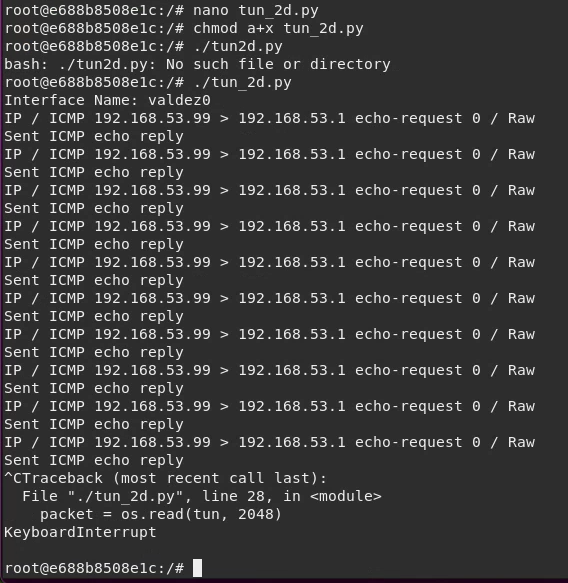 root@e688b8508e1c:/# nano tun_2d.py
root@e688b8508e1c:/# chmod a+x tun_2d.py
root@e688b8508e1c:/# ./tun2d.py
bash: ./tun2d.py: No such file or directory
root@e688b8508e1c:/# ./tun_2d.py
Interface Name: valdez0
IP / ICMP 192.168.53.99 > 192.168.53.1 echo-request 0 / Raw
Sent ICMP echo reply
IP / ICMP 192.168.53.99 > 192.168.53.1 echo-request 0 / Raw
Sent ICMP echo reply
IP / ICMP 192.168.53.99 > 192.168.53.1 echo-request 0 / Raw
Sent ICMP echo reply
IP / ICMP 192.168.53.99 > 192.168.53.1 echo-request 0 / Raw
Sent ICMP echo reply
IP / ICMP 192.168.53.99 > 192.168.53.1 echo-request 0 / Raw
Sent ICMP echo reply
IP / ICMP 192.168.53.99 > 192.168.53.1 echo-request 0 / Raw
Sent ICMP echo reply
IP / ICMP 192.168.53.99 > 192.168.53.1 echo-request 0 / Raw
Sent ICMP echo reply
IP / ICMP 192.168.53.99 > 192.168.53.1 echo-request 0 / Raw
Sent ICMP echo reply
IP / ICMP 192.168.53.99 > 192.168.53.1 echo-request 0 / Raw
Sent ICMP echo reply
IP / ICMP 192.168.53.99 > 192.168.53.1 echo-request 0 / Raw
Sent ICMP echo reply
^CTraceback (most recent call last):
  File "./tun_2d.py", line 28, in <module>
    packet = os.read(tun, 2048)
KeyboardInterrupt

root@e688b8508e1c:/#